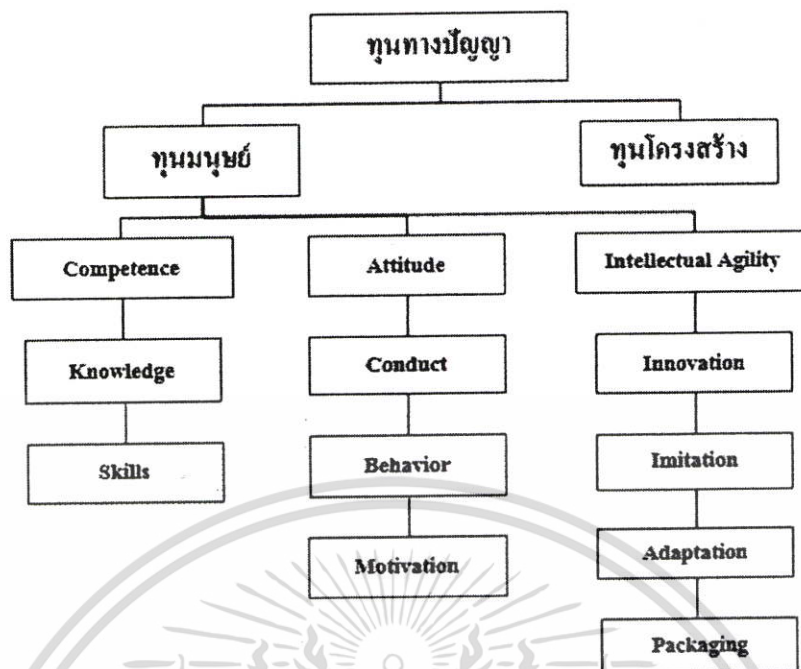 ทุนทางปัญญา
ทุนมนุษย์
ทุนโครงสร้าง
Competence
Attitude
Intellectual Agility
Knowledge
Conduct
Innovation
Skills
Behavior
Imitation
Motivation
Adaptation
Packaging